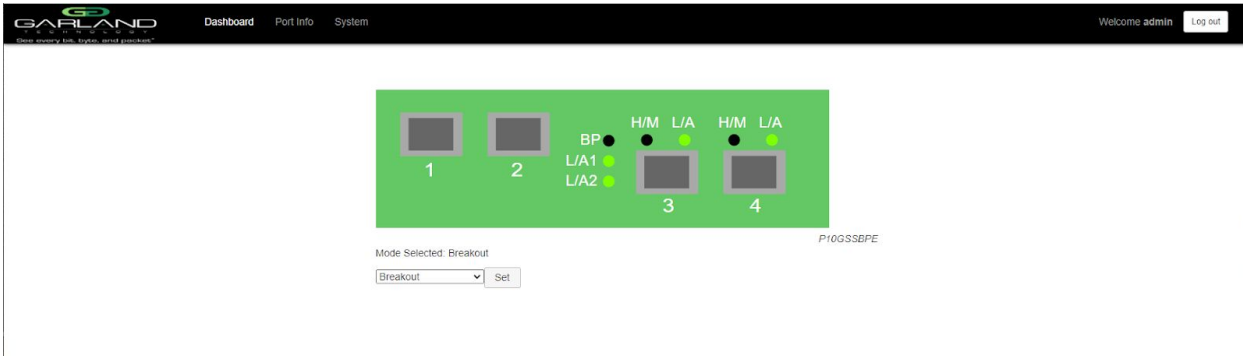 GARLAND
TECHNOLOGY
See every bit, byte, and packet®
Dashboard Port Info System
Welcome admin Log out
H/M L/A H/M L/A
BP
L/A1
L/A2
1 2
3 4
P10GSSBPE
Mode Selected: Breakout
Breakout Set